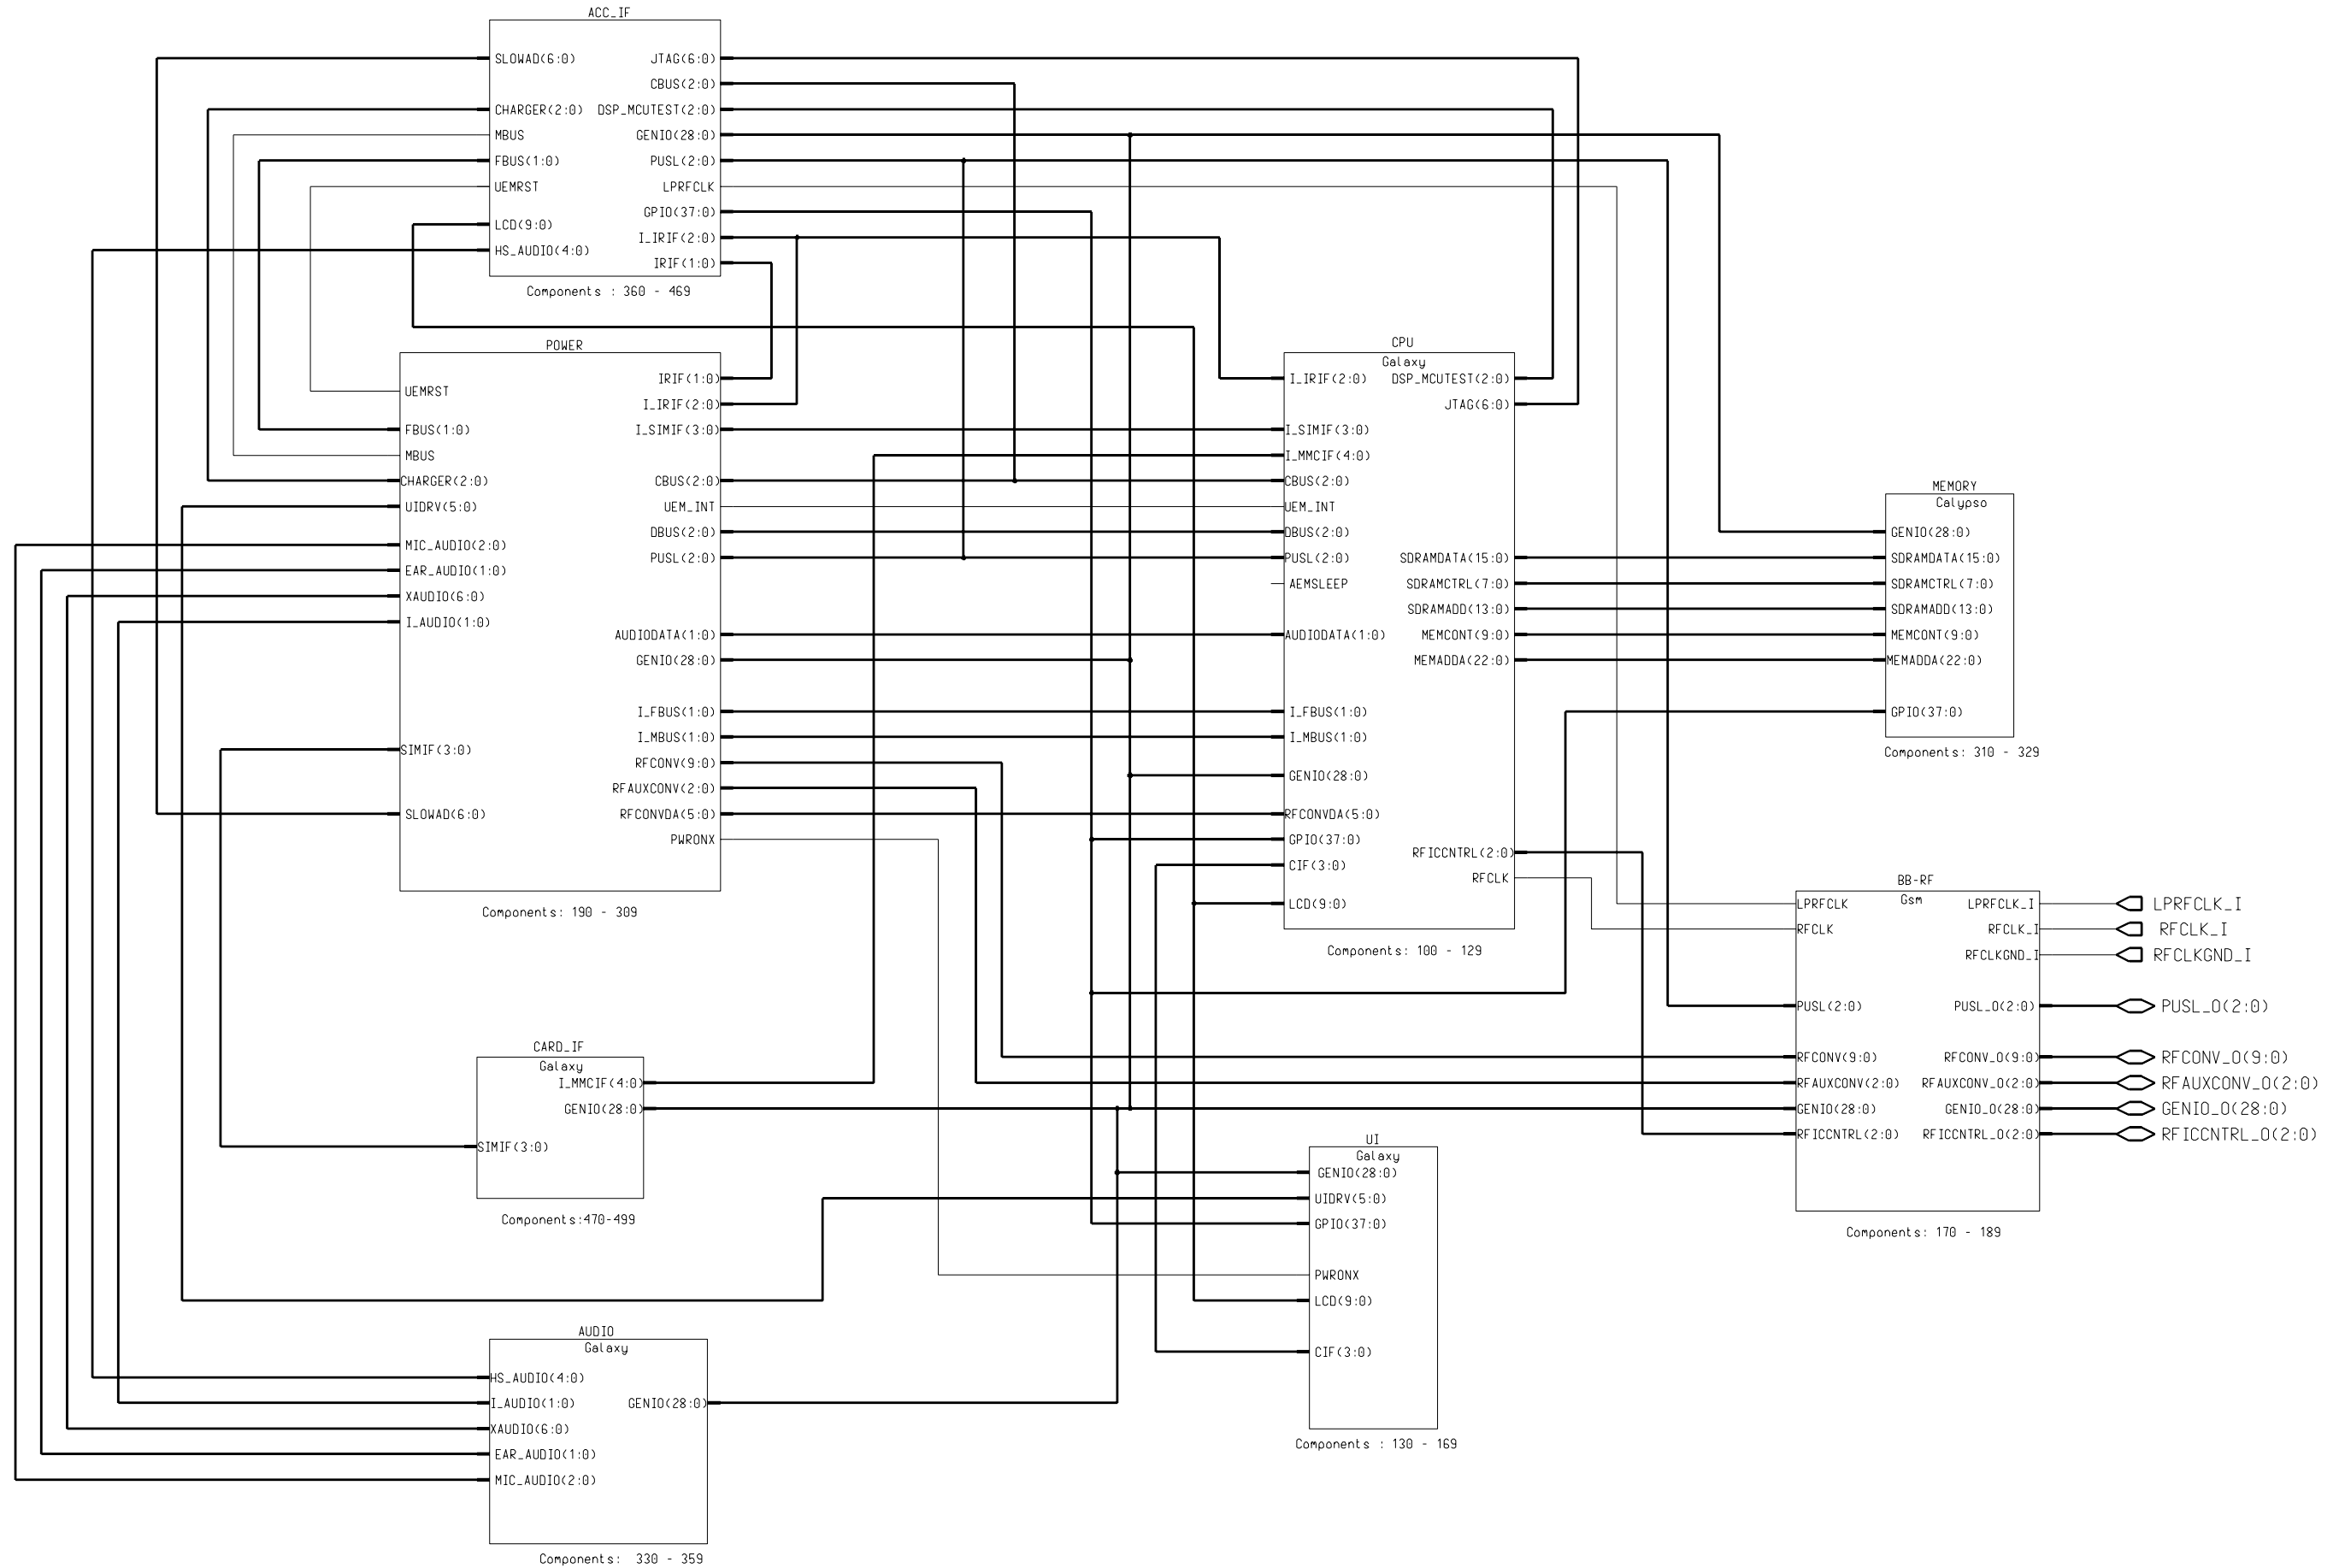 ACC_IF
SLOWAD(6:0)
CHARGER(2:0)
MBUS
FBUS(1:0)
UEMRST
LCD(9:0)
HS_AUDIO(4:0)
JTAG(6:0)
CBUS(2:0)
DSP_MCUTEST(2:0)
GENIO(28:0)
PUSL(2:0)
LPRFCLK
GPIO(37:0)
I_IRIF(2:0)
IRIF(1:0)
Components : 360 - 469
POWER
UEMRST
FBUS(1:0)
MBUS
CHARGER(2:0)
UIDRV(5:0)
MIC_AUDIO(2:0)
EAR_AUDIO(1:0)
XAUDIO(6:0)
I_AUDIO(1:0)
SIMIF(3:0)
SLOWAD(6:0)
IRIF(1:0)
I_IRIF(2:0)
I_SIMIF(3:0)
CBUS(2:0)
UEM_INT
DBUS(2:0)
PUSL(2:0)
AUDIODATA(1:0)
GENIO(28:0)
I_FBUS(1:0)
I_MBUS(1:0)
RFCONV(9:0)
RFAUXCONV(2:0)
RFCONVDA(5:0)
PWRONX
Components: 190 - 309
CPU
Galaxy
I_IRIF(2:0)
I_SIMIF(3:0)
I_MMCIF(4:0)
CBUS(2:0)
UEM_INT
DBUS(2:0)
PUSL(2:0)
AEMSLEEP
AUDIODATA(1:0)
I_FBUS(1:0)
I_MBUS(1:0)
GENIO(28:0)
RFCONVDA(5:0)
GPIO(37:0)
CIF(3:0)
LCD(9:0)
DSP_MCUTEST(2:0)
JTAG(6:0)
SDRAMDATA(15:0)
SDRAMCTRL(7:0)
SDRAMADD(13:0)
MEMCONT(9:0)
MEMADDA(22:0)
RFICCNTRL(2:0)
RFCLK
Components: 100 - 129
MEMORY
Calypso
GENIO(28:0)
SDRAMDATA(15:0)
SDRAMCTRL(7:0)
SDRAMADD(13:0)
MEMCONT(9:0)
MEMADDA(22:0)
GPIO(37:0)
Components: 310 - 329
BB-RF
Gsm
LPRFCLK
RFCLK
PUSL(2:0)
RFCONV(9:0)
RFAUXCONV(2:0)
GENIO(28:0)
RFICCNTRL(2:0)
LPRFCLK_I
RFCLK_I
RFCLKGND_I
PUSL_O(2:0)
RFCONV_O(9:0)
RFAUXCONV_O(2:0)
GENIO_O(28:0)
RFICCNTRL_O(2:0)
LPRFCLK_I
RFCLK_I
RFCLKGND_I
PUSL_O(2:0)
RFCONV_O(9:0)
RFAUXCONV_O(2:0)
GENIO_O(28:0)
RFICCNTRL_O(2:0)
Components: 170 - 189
CARD_IF
Galaxy
I_MMCIF(4:0)
GENIO(28:0)
SIMIF(3:0)
Components:470-499
UI
Galaxy
GENIO(28:0)
UIDRV(5:0)
GPIO(37:0)
PWRONX
LCD(9:0)
CIF(3:0)
Components : 130 - 169
AUDIO
Galaxy
HS_AUDIO(4:0)
I_AUDIO(1:0)
XAUDIO(6:0)
EAR_AUDIO(1:0)
MIC_AUDIO(2:0)
GENIO(28:0)
Components: 330 - 359